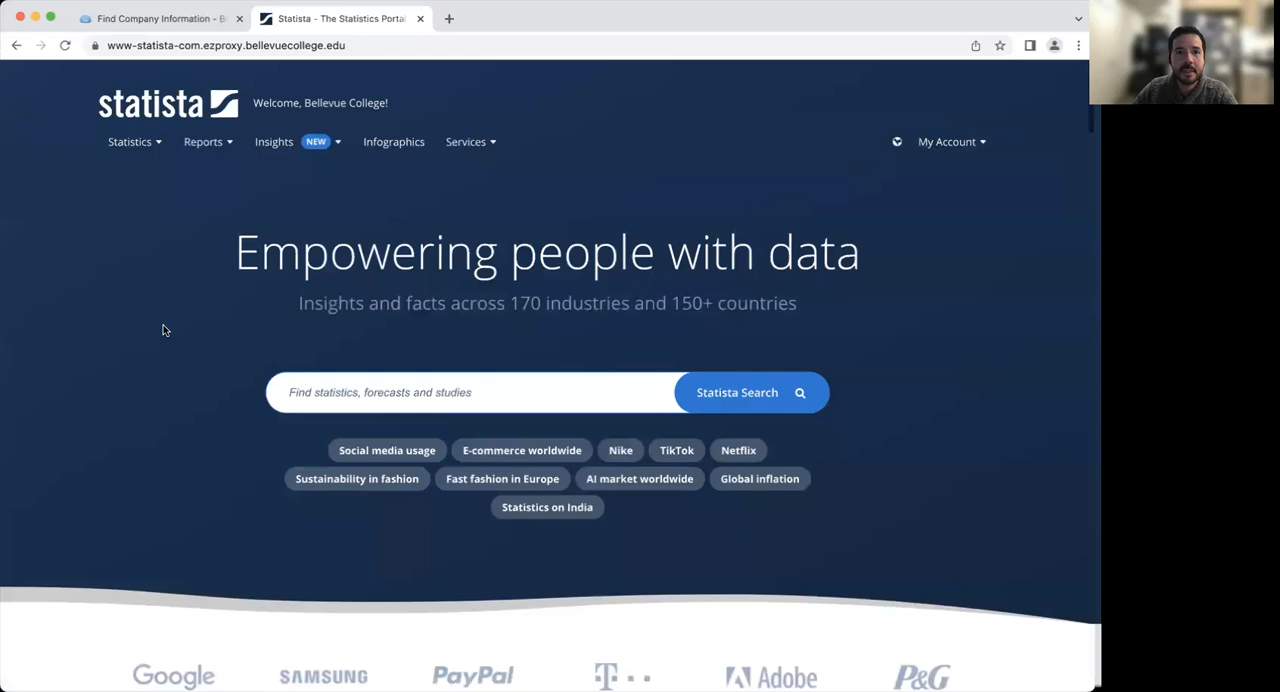 Find Company Information - B
Statista - The Statistics Portal
www-statista-com.ezproxy.bellevuecollege.edu
statista
Welcome, Bellevue College!
Statistics
Reports
Insights NEW
Infographics
Services
My Account
Empowering people with data
Insights and facts across 170 industries and 150+ countries
Find statistics, forecasts and studies
Statista Search
Social media usage
E-commerce worldwide
Nike
TikTok
Netflix
Sustainability in fashion
Fast fashion in Europe
AI market worldwide
Global inflation
Statistics on India
Google
SAMSUNG
PayPal
T
Adobe
P&G